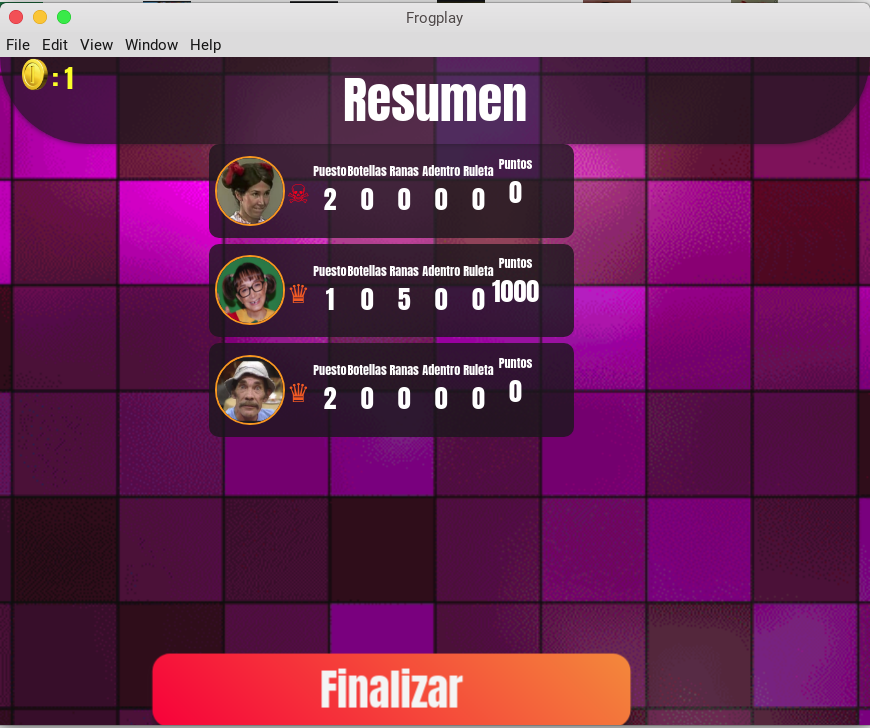 Frogplay
File Edit View Window Help
:1
Resumen
Puesto Botellas Ranas Adentro Ruleta Puntos
2 0 0 0 0 0
Puesto Botellas Ranas Adentro Ruleta Puntos
1 0 5 0 0 1000
Puesto Botellas Ranas Adentro Ruleta Puntos
2 0 0 0 0 0
Finalizar